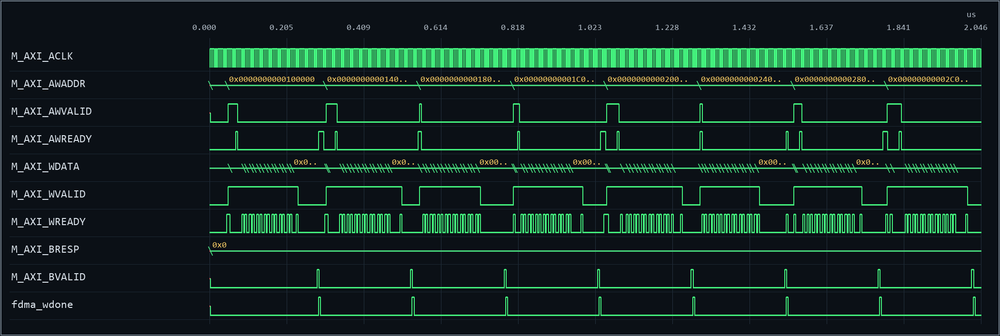 us
0.000 0.205 0.409 0.614 0.818 1.023 1.228 1.432 1.637 1.841 2.046
M_AXI_ACLK
M_AXI_AWADDR 0x0000000000100000 0x0000000000140.. 0x0000000000180.. 0x00000000001C0.. 0x0000000000200.. 0x0000000000240.. 0x0000000000280.. 0x00000000002C0..
M_AXI_AWVALID
M_AXI_AWREADY
M_AXI_WDATA 0x0.. 0x0.. 0x00.. 0x00.. 0x00.. 0x0..
M_AXI_WVALID
M_AXI_WREADY
M_AXI_BRESP 0x0
M_AXI_BVALID
fdma_wdone